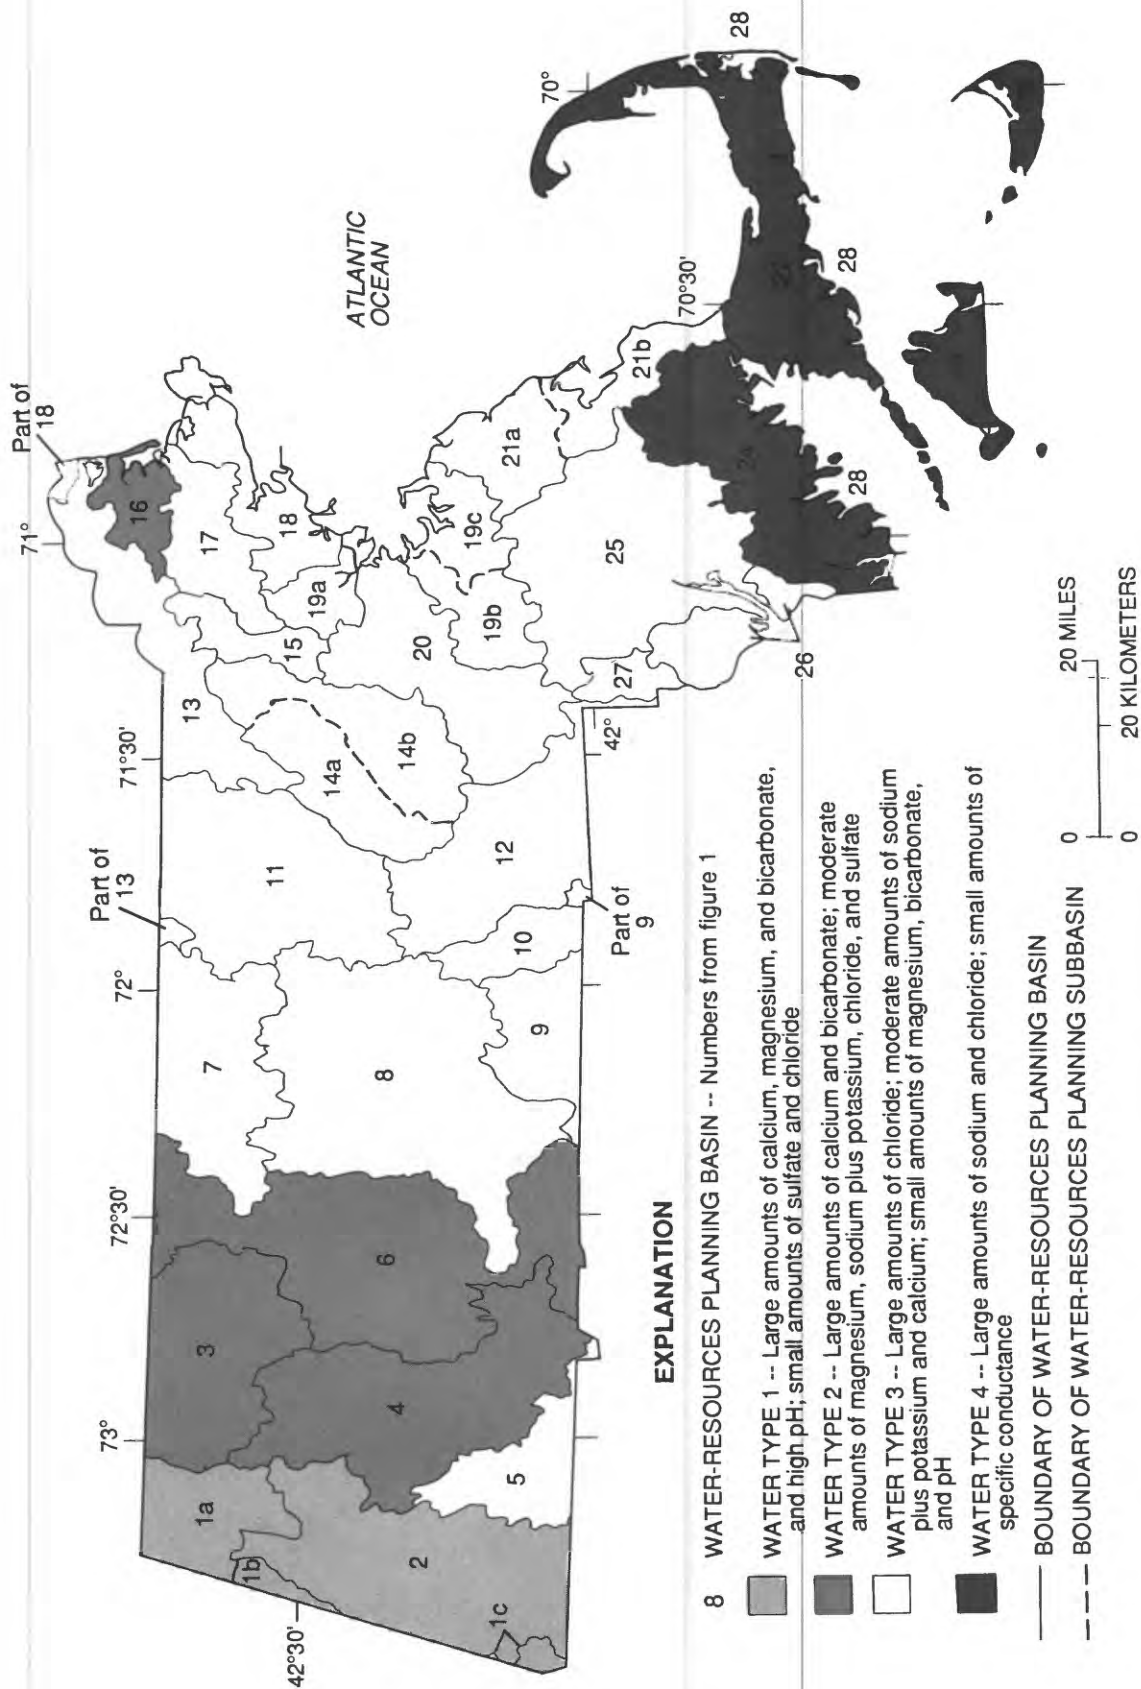 Part of
13
Part of
18
72°30'
72°
71°30'
71°
73°
1a
1b
42°30'
2
1c
3
4
5
6
7
8
9
10
Part of
9
11
12
13
14a
14b
15
16
17
18
19a
19b
19c
20
21a
21b
24
25
26
27
28
28
28
42°
70°30'
70°
ATLANTIC
OCEAN
EXPLANATION
8 WATER-RESOURCES PLANNING BASIN -- Numbers from figure 1
WATER TYPE 1 -- Large amounts of calcium, magnesium, and bicarbonate,
and high pH; small amounts of sulfate and chloride
WATER TYPE 2 -- Large amounts of calcium and bicarbonate; moderate
amounts of magnesium, sodium plus potassium, chloride, and sulfate
WATER TYPE 3 -- Large amounts of chloride; moderate amounts of sodium
plus potassium and calcium; small amounts of magnesium, bicarbonate,
and pH
WATER TYPE 4 -- Large amounts of sodium and chloride; small amounts of
specific conductance
BOUNDARY OF WATER-RESOURCES PLANNING BASIN
BOUNDARY OF WATER-RESOURCES PLANNING SUBBASIN
0 20 MILES
0 20 KILOMETERS